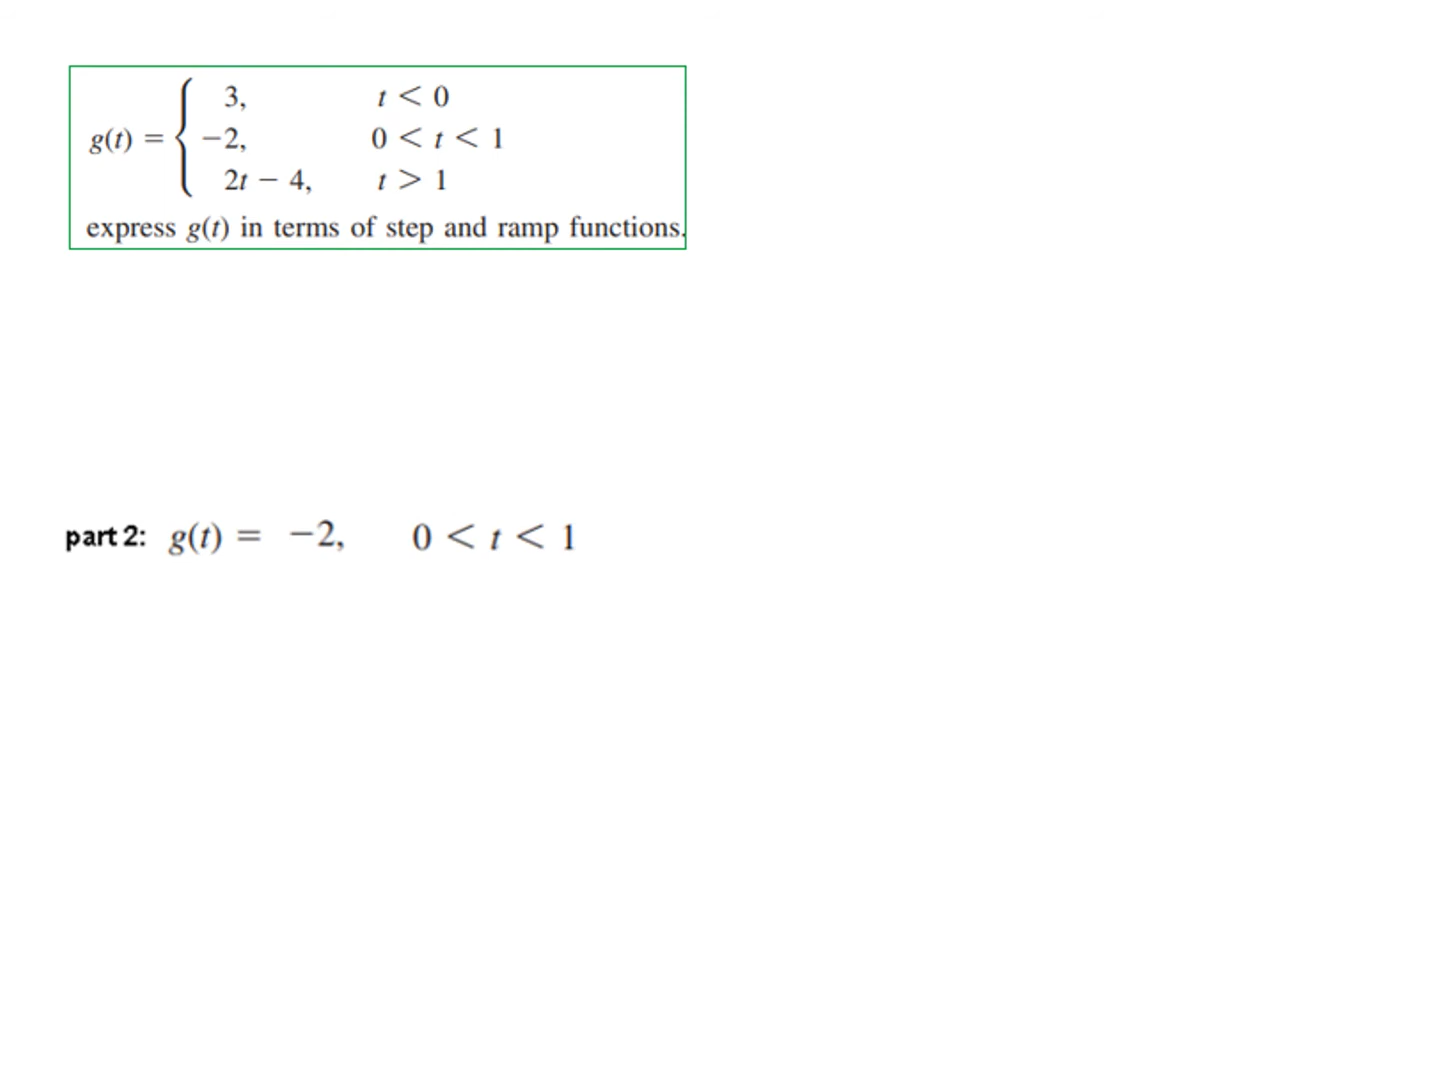 g(t) = { 3, t < 0
−2, 0 < t < 1
2t − 4, t > 1
express g(t) in terms of step and ramp functions.
part 2: g(t) = −2, 0 < t < 1